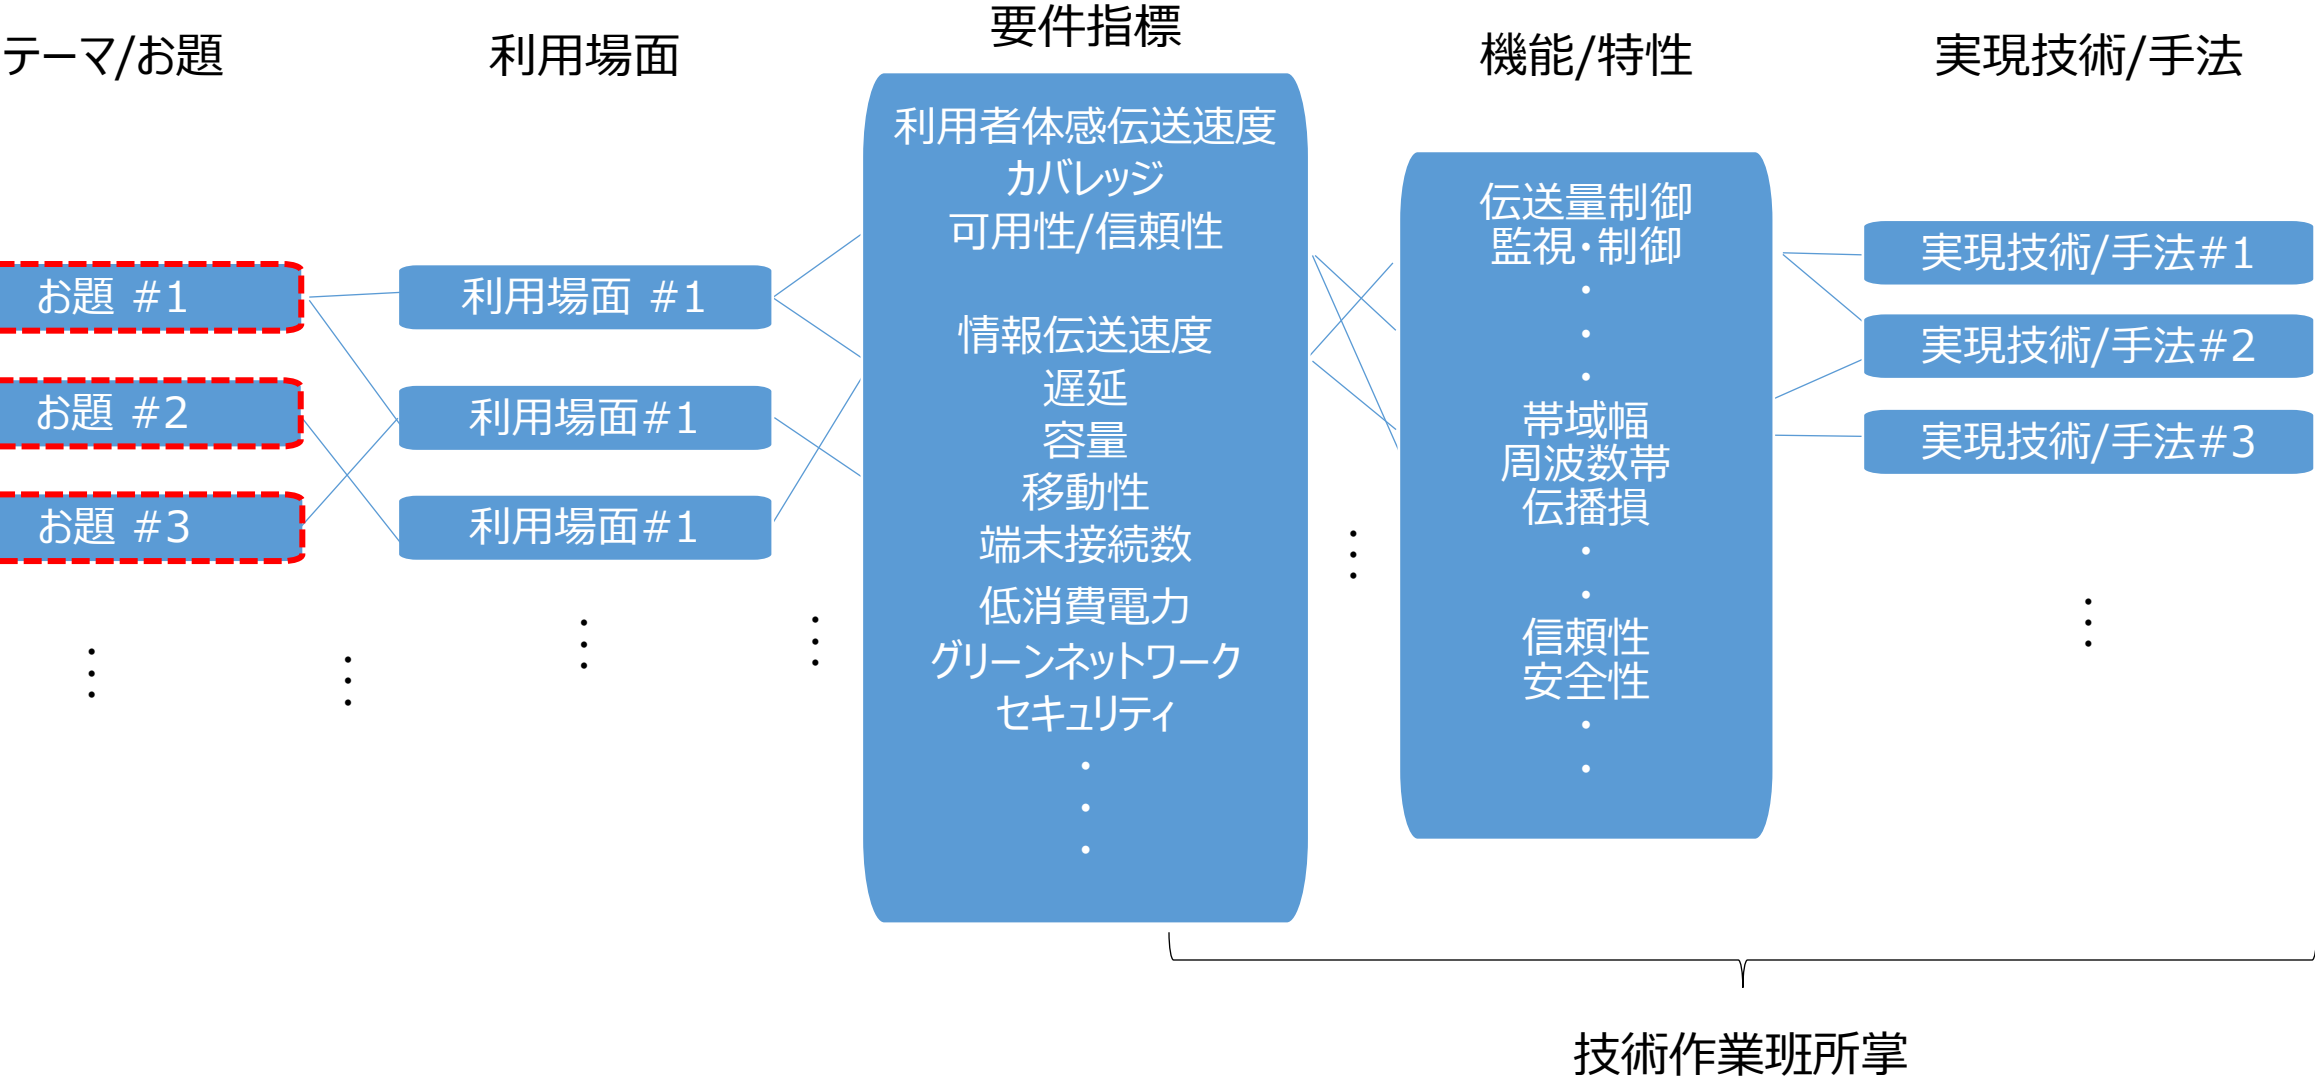 テーマ/お題
利用場面
要件指標
機能/特性
実現技術/手法
お題 #1
お題 #2
お題 #3
利用場面 #1
利用場面#1
利用場面#1
利用者体感伝送速度
カバレッジ
可用性/信頼性
情報伝送速度
遅延
容量
移動性
端末接続数
低消費電力
グリーンネットワーク
セキュリティ
・
・
・
伝送量制御
監視・制御
・
・
・
帯域幅
周波数帯
伝播損
・
・
信頼性
安全性
・
・
実現技術/手法#1
実現技術/手法#2
実現技術/手法#3
技術作業班所掌